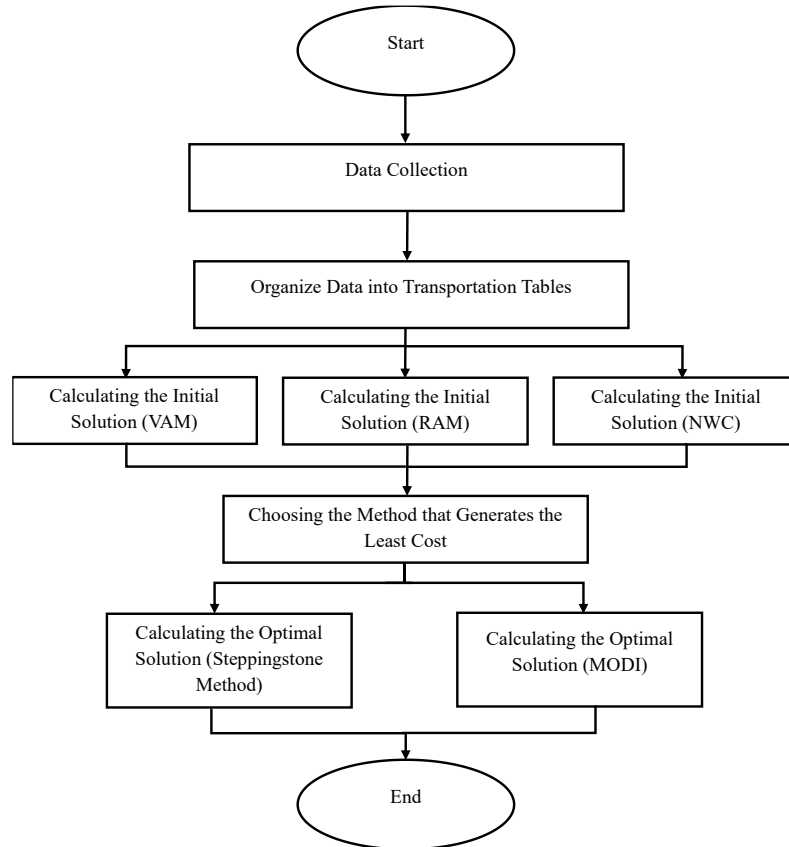 Start
Data Collection
Organize Data into Transportation Tables
Calculating the Initial
Solution (VAM)
Calculating the Initial
Solution (RAM)
Calculating the Initial
Solution (NWC)
Choosing the Method that Generates the
Least Cost
Calculating the Optimal
Solution (Steppingstone
Method)
Calculating the Optimal
Solution (MODI)
End